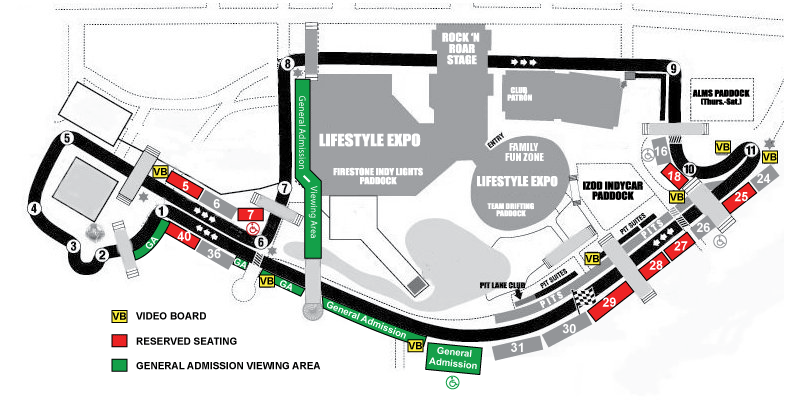 ROCK 'N
ROAR
STAGE
8
9
CLUB
PATRON
ALMS PADDOCK
(Thurs.-Sat.)
General Admission
Viewing Area
LIFESTYLE EXPO
FIRESTONE INDY LIGHTS
PADDOCK
ENTRY
FAMILY
FUN ZONE
LIFESTYLE EXPO
TEAM DRIFTING
PADDOCK
IZOD INDYCAR
PADDOCK
16
18
10
VB
11
VB
24
VB
25
26
5
VB
5
6
7
7
4
3
2
1
GA
40
36
6
GA
VB
GA
General Admission
VB
General
Admission
PIT LANE CLUB
PIT SUITES
PITS
VB
PIT SUITES
PITS
27
28
29
30
31
VB VIDEO BOARD
RESERVED SEATING
GENERAL ADMISSION VIEWING AREA